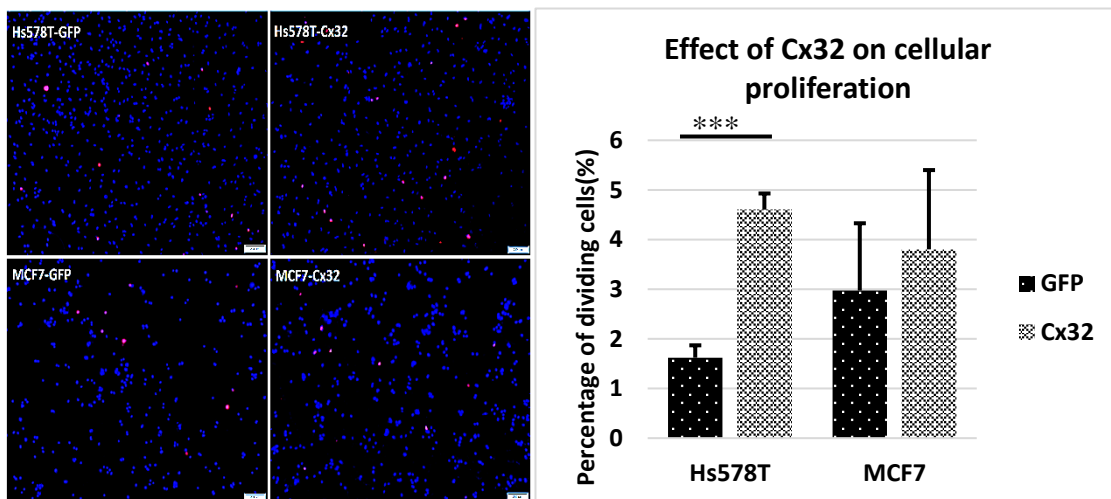 Hs578T-GFP
Hs578T-Cx32
MCF7-GFP
MCF7-Cx32
Effect of Cx32 on cellular
proliferation
***
Percentage of dividing cells(%)
6
5
4
3
2
1
0
Hs578T
MCF7
GFP
Cx32